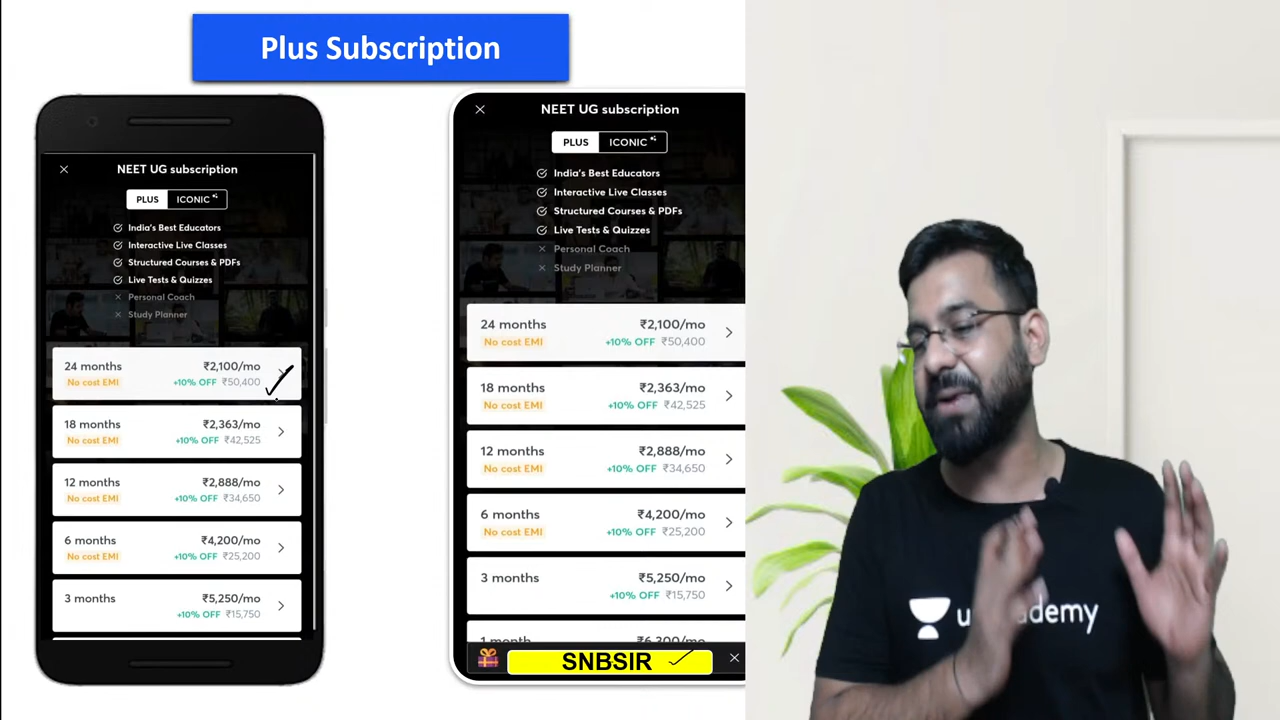 Plus Subscription
NEET UG subscription
PLUS ICONIC
India's Best Educators
Interactive Live Classes
Structured Courses & PDFs
Live Tests & Quizzes
Personal Coach
Study Planner
24 months ₹2,100/mo
No cost EMI +10% OFF ₹50,400
18 months ₹2,363/mo
No cost EMI +10% OFF ₹42,525
12 months ₹2,888/mo
No cost EMI +10% OFF ₹34,650
6 months ₹4,200/mo
No cost EMI +10% OFF ₹25,200
3 months ₹5,250/mo
+10% OFF ₹15,750
NEET UG subscription
PLUS ICONIC
India's Best Educators
Interactive Live Classes
Structured Courses & PDFs
Live Tests & Quizzes
Personal Coach
Study Planner
24 months ₹2,100/mo
No cost EMI +10% OFF ₹50,400
18 months ₹2,363/mo
No cost EMI +10% OFF ₹42,525
12 months ₹2,888/mo
No cost EMI +10% OFF ₹34,650
6 months ₹4,200/mo
No cost EMI +10% OFF ₹25,200
3 months ₹5,250/mo
+10% OFF ₹15,750
1 month ₹6,300/mo
SNBSIR